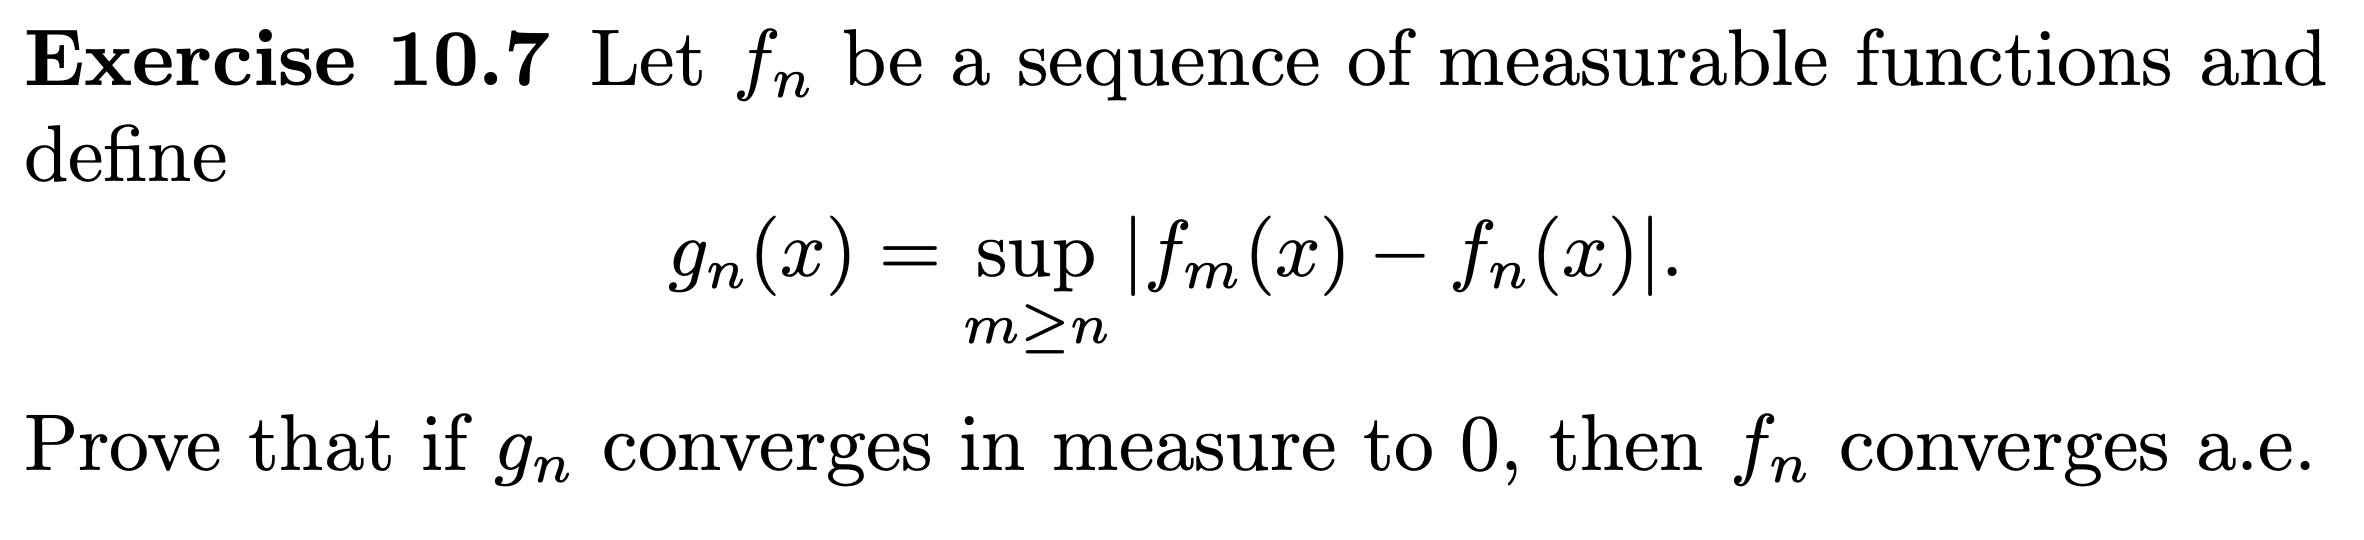 Exercise 10.7 Let $f_n$ be a sequence of measurable functions and
define
$$g_n(x) = \sup_{m \geq n} |f_m(x) - f_n(x)|.$$
Prove that if $g_n$ converges in measure to 0, then $f_n$ converges a.e.